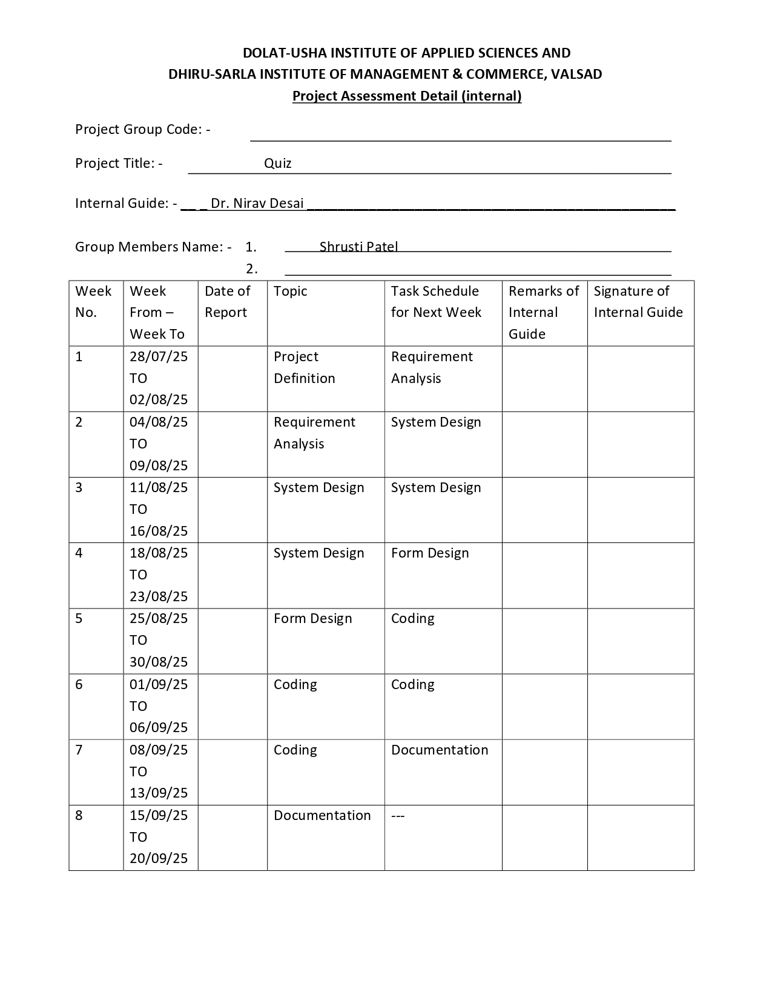 DOLAT-USHA INSTITUTE OF APPLIED SCIENCES AND
DHIRU-SARLA INSTITUTE OF MANAGEMENT & COMMERCE, VALSAD
Project Assessment Detail (internal)
Project Group Code: -
Project Title: - Quiz
Internal Guide: - __ _ Dr. Nirav Desai ________________________________________________
Group Members Name: - 1. Shrusti Patel
2.
Week Week Date of Topic Task Schedule Remarks of Signature of
No. From – Report for Next Week Internal Internal Guide
Week To Guide
1 28/07/25 Project Requirement
TO Definition Analysis
02/08/25
2 04/08/25 Requirement System Design
TO Analysis
09/08/25
3 11/08/25 System Design System Design
TO
16/08/25
4 18/08/25 System Design Form Design
TO
23/08/25
5 25/08/25 Form Design Coding
TO
30/08/25
6 01/09/25 Coding Coding
TO
06/09/25
7 08/09/25 Coding Documentation
TO
13/09/25
8 15/09/25 Documentation ---
TO
20/09/25